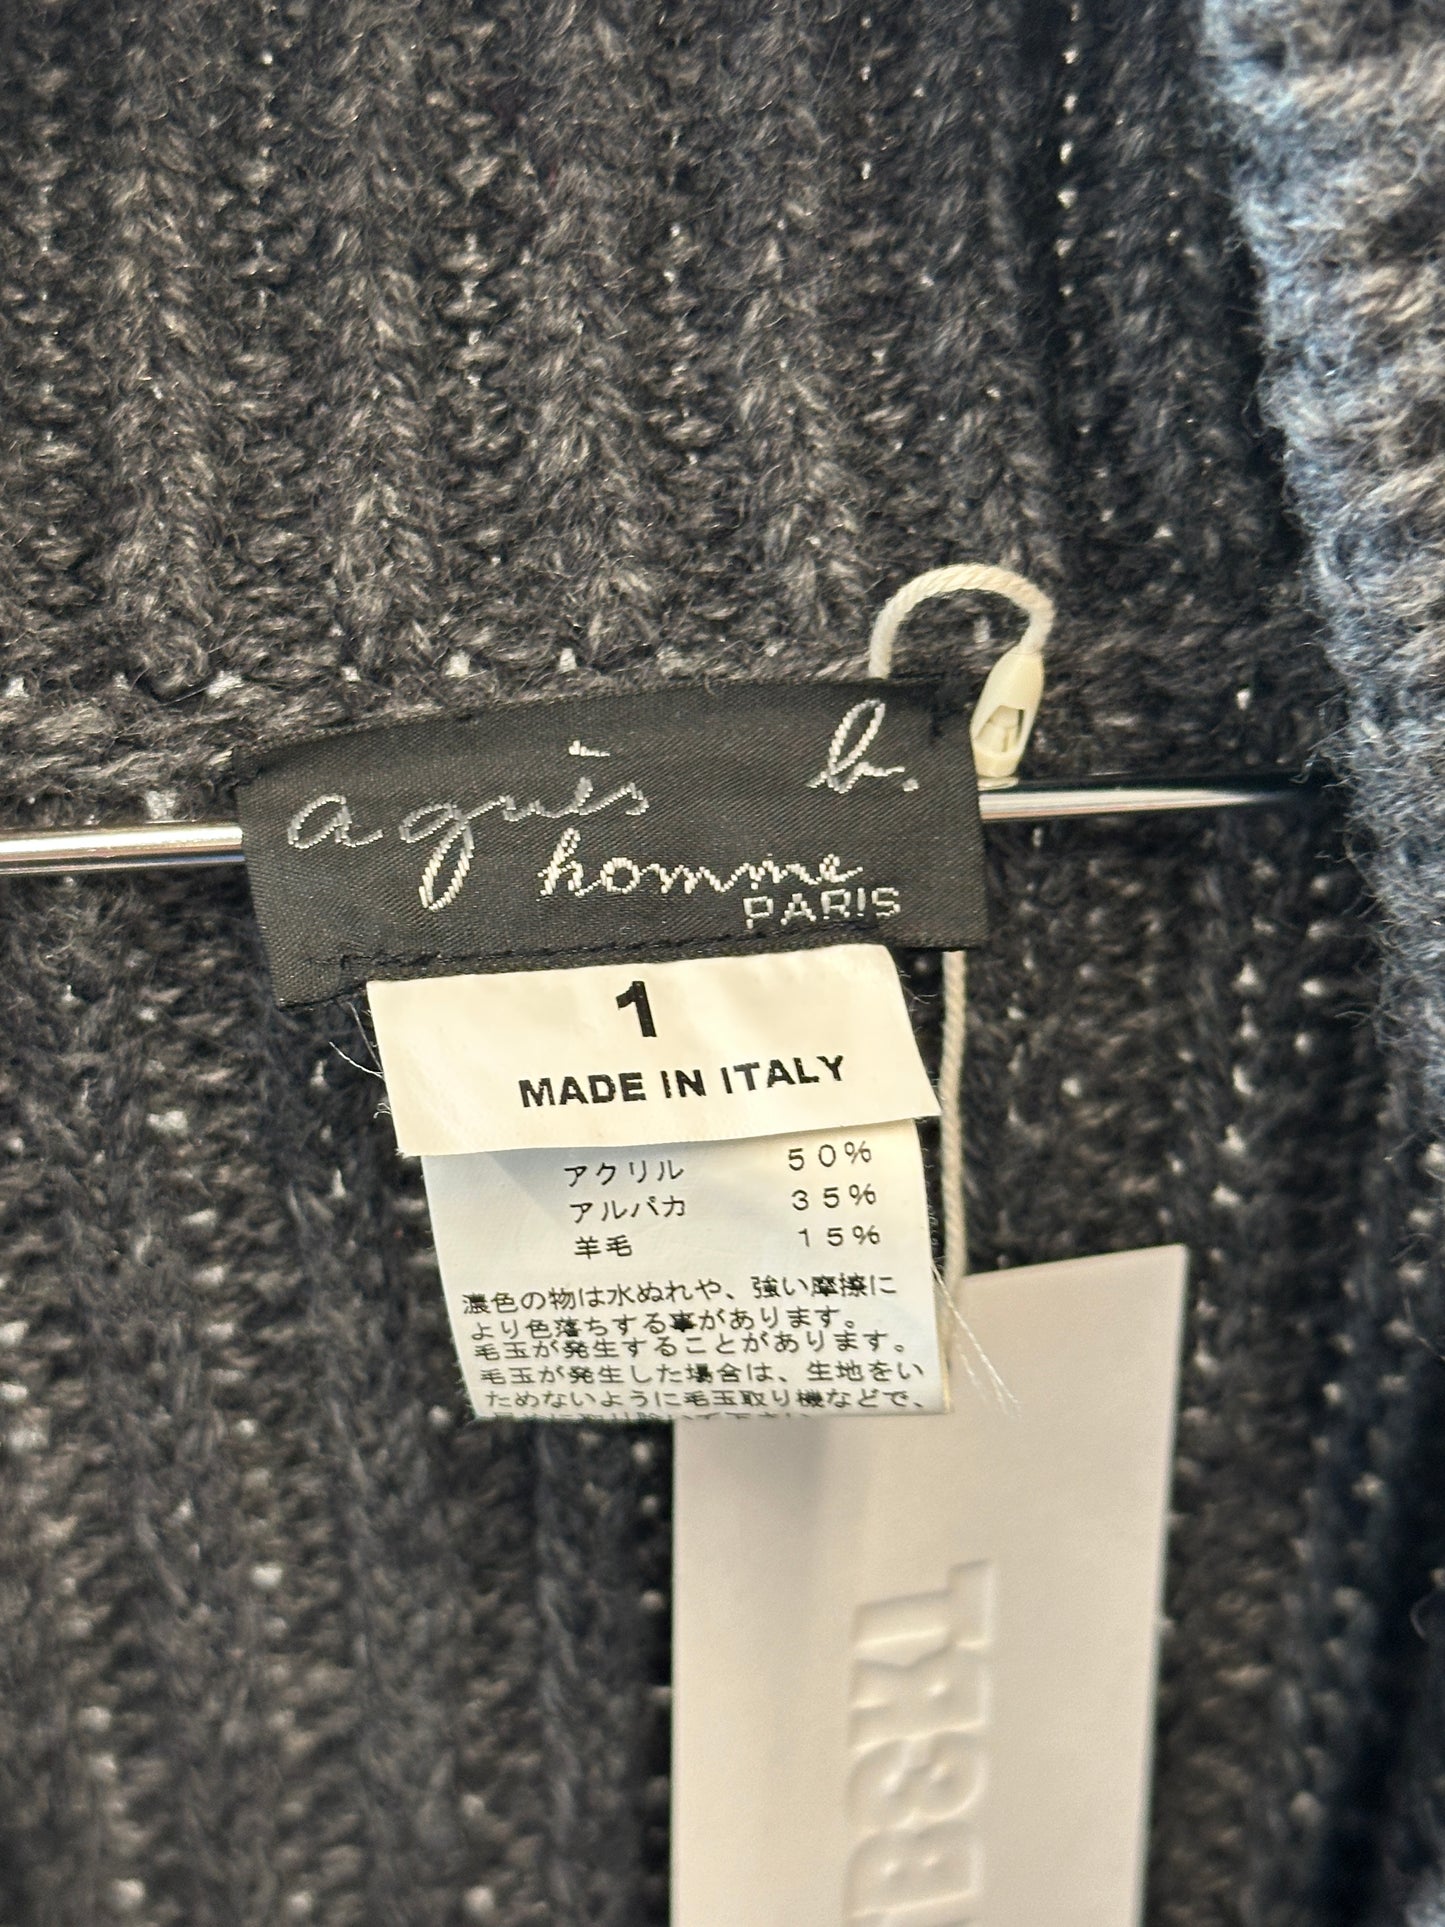 agnès b.
homme
PARIS
1
MADE IN ITALY
アクリル 50%
アルパカ 35%
羊毛 15%
濃色の物は水ぬれや、強い摩擦に
より色落ちする事があります。
毛玉が発生することがあります。
毛玉が発生した場合は、生地をい
ためないように毛玉取り機などで、